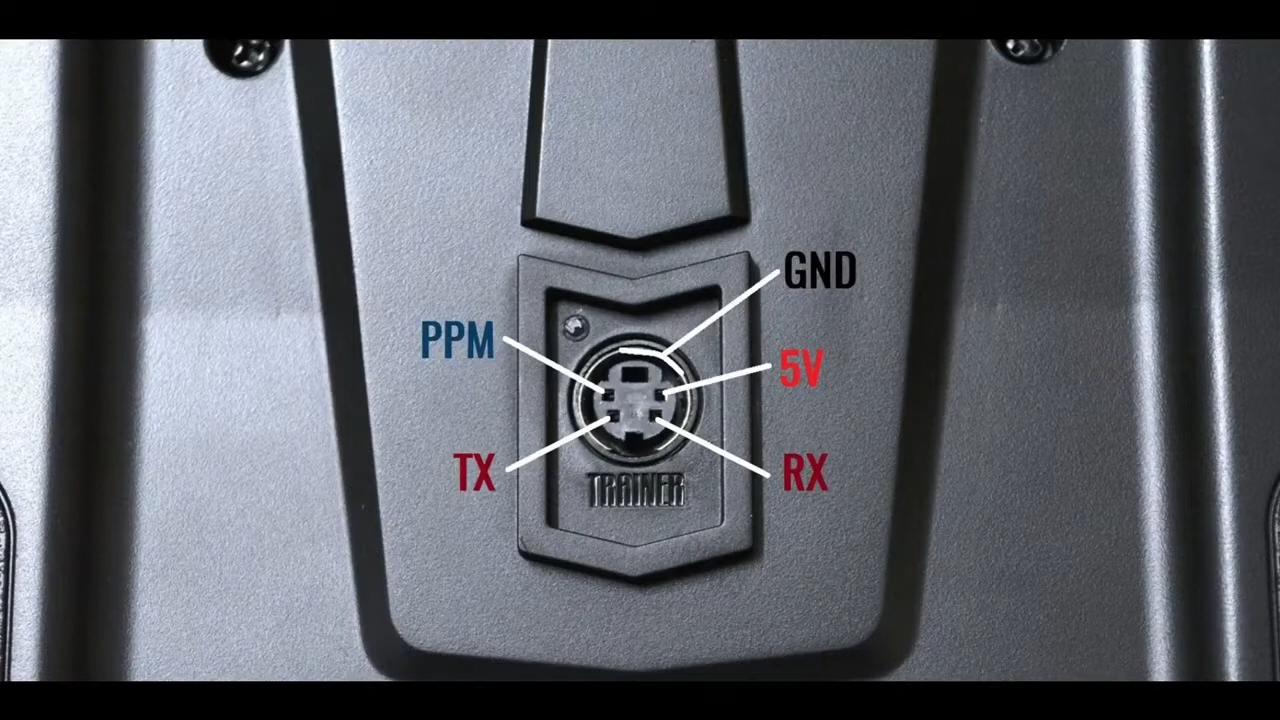 GND
PPM
5V
TX
RX
TRAINER